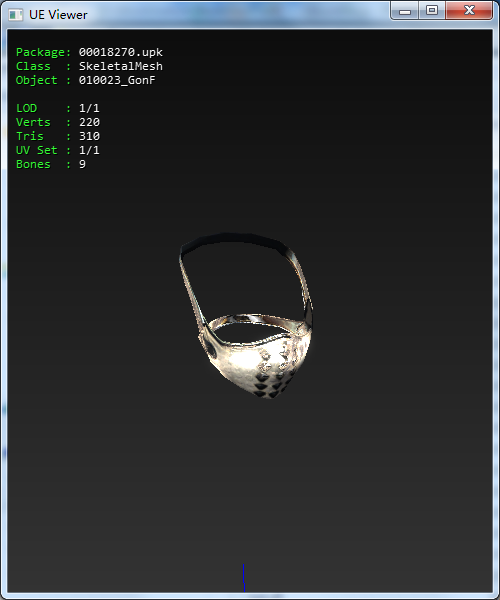 UE Viewer
Package: 00018270.upk
Class  : SkeletalMesh
Object : 010023_GonF
LOD    : 1/1
Verts  : 220
Tris   : 310
UV Set : 1/1
Bones  : 9